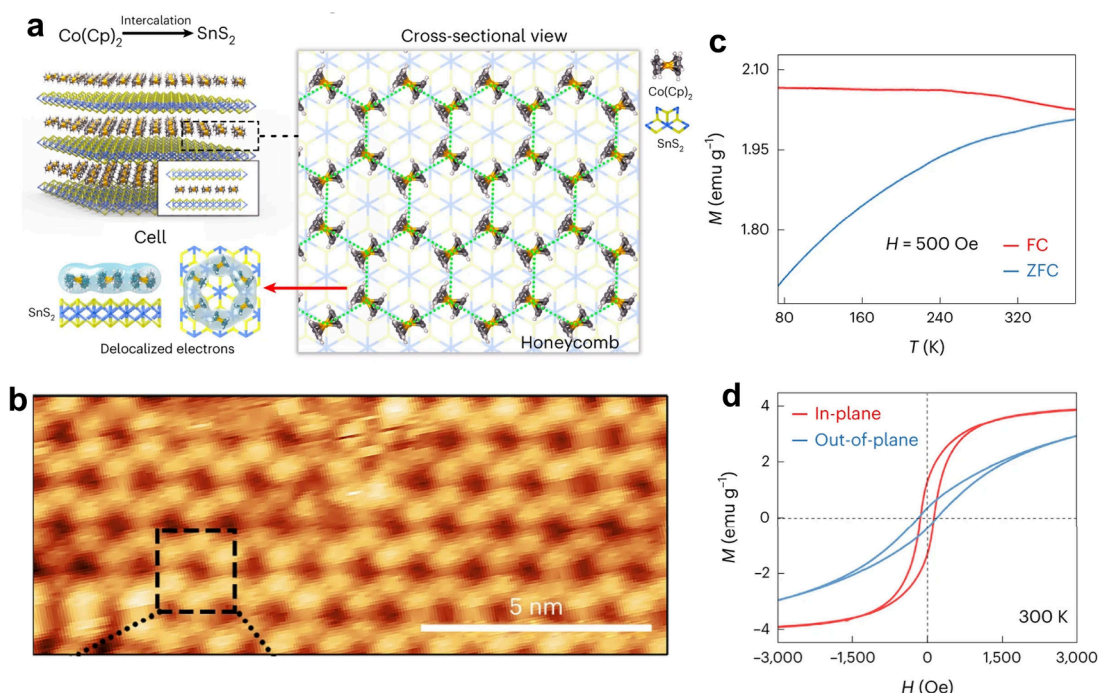 a
Intercalation
Co(Cp)2
SnS2
Cross-sectional view
Co(Cp)2
SnS2
Cell
SnS2
Delocalized electrons
Honeycomb
b
5 nm
c
2.10
1.95
1.80
M (emu g⁻¹)
H = 500 Oe
FC
ZFC
80
160
240
320
T (K)
d
In-plane
Out-of-plane
4
2
0
–2
–4
M (emu g⁻¹)
300 K
–3,000
–1,500
0
1,500
3,000
H (Oe)